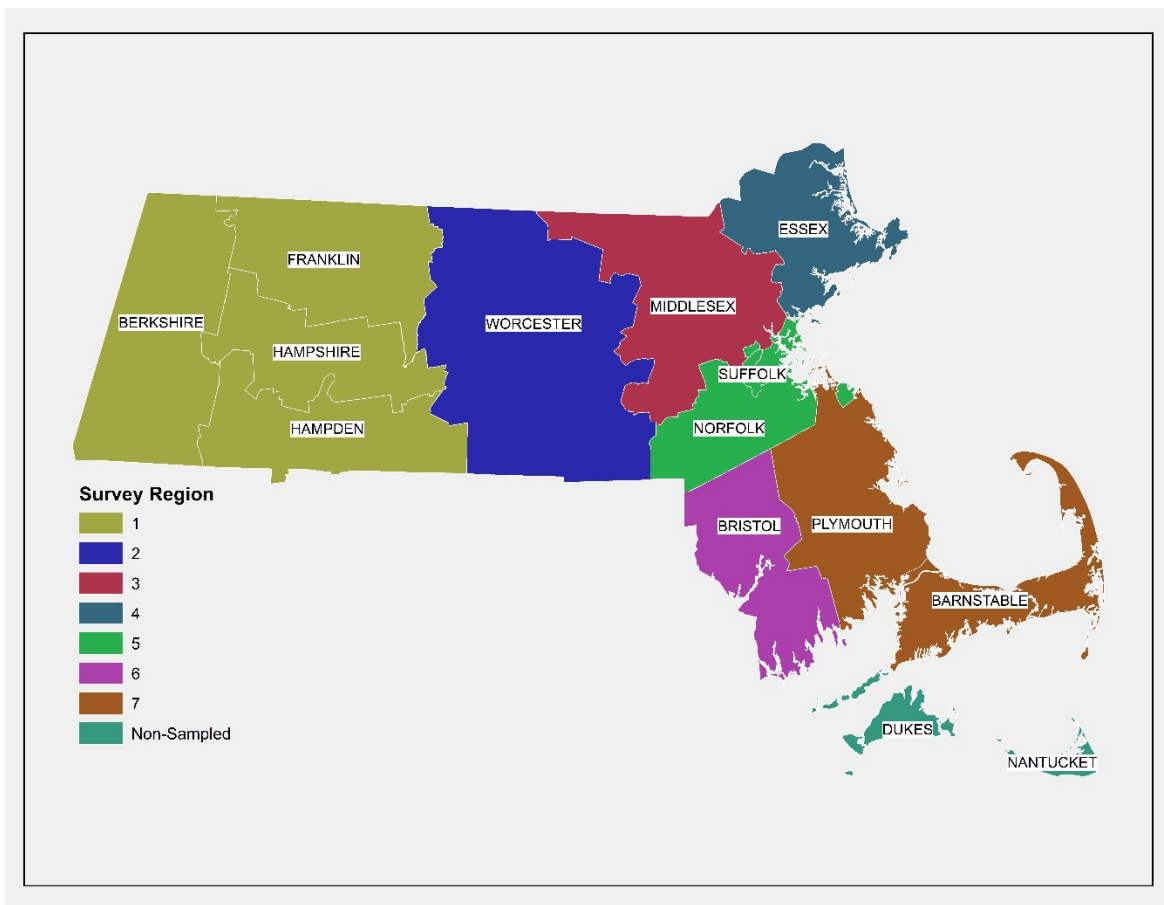 ESSEX
FRANKLIN
MIDDLESEX
BERKSHIRE
WORCESTER
HAMPSHIRE
SUFFOLK
HAMPDEN
NORFOLK
Survey Region
1
2
3
4
5
6
7
Non-Sampled
BRISTOL
PLYMOUTH
BARNSTABLE
DUKES
NANTUCKET